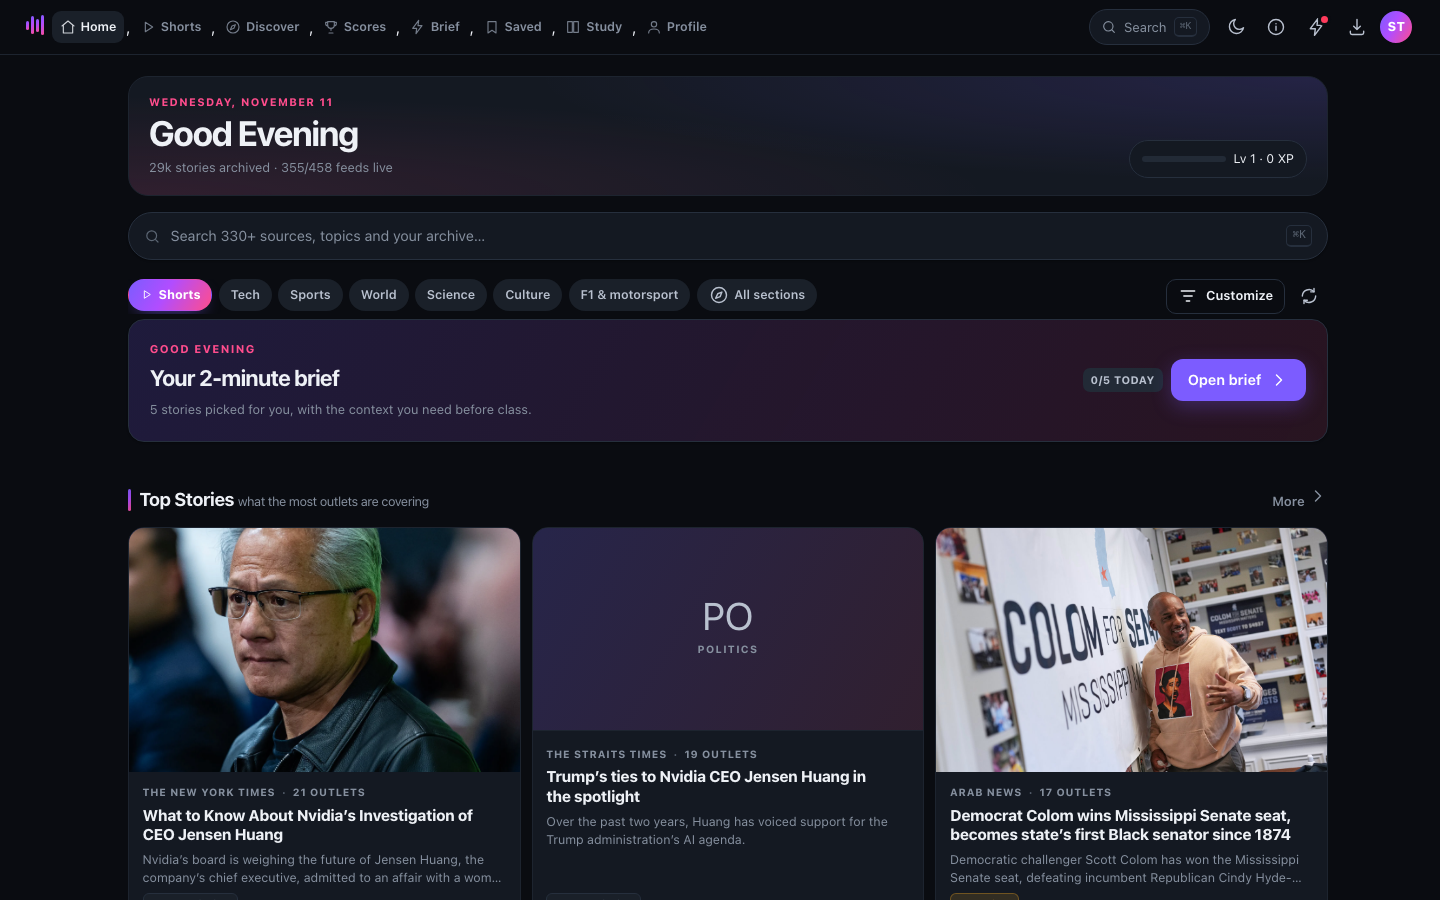 Home, Shorts, Discover, Scores, Brief, Saved, Study, Profile
Search ⌘K
ST
WEDNESDAY, NOVEMBER 11
Good Evening
29k stories archived · 355/458 feeds live
Lv 1 · 0 XP
Search 330+ sources, topics and your archive...
⌘K
Shorts
Tech
Sports
World
Science
Culture
F1 & motorsport
All sections
Customize
GOOD EVENING
Your 2-minute brief
5 stories picked for you, with the context you need before class.
0/5 TODAY
Open brief
Top Stories what the most outlets are covering
More
THE NEW YORK TIMES · 21 OUTLETS
What to Know About Nvidia’s Investigation of
CEO Jensen Huang
Nvidia’s board is weighing the future of Jensen Huang, the
company’s chief executive, admitted to an affair with a wom...
PO
POLITICS
THE STRAITS TIMES · 19 OUTLETS
Trump’s ties to Nvidia CEO Jensen Huang in
the spotlight
Over the past two years, Huang has voiced support for the
Trump administration’s AI agenda.
COLOM FOR SEN
MISSISSIPPI
COLOM FOR SENATE
ARAB NEWS · 17 OUTLETS
Democrat Colom wins Mississippi Senate seat,
becomes state’s first Black senator since 1874
Democratic challenger Scott Colom has won the Mississippi
Senate seat, defeating incumbent Republican Cindy Hyde-...